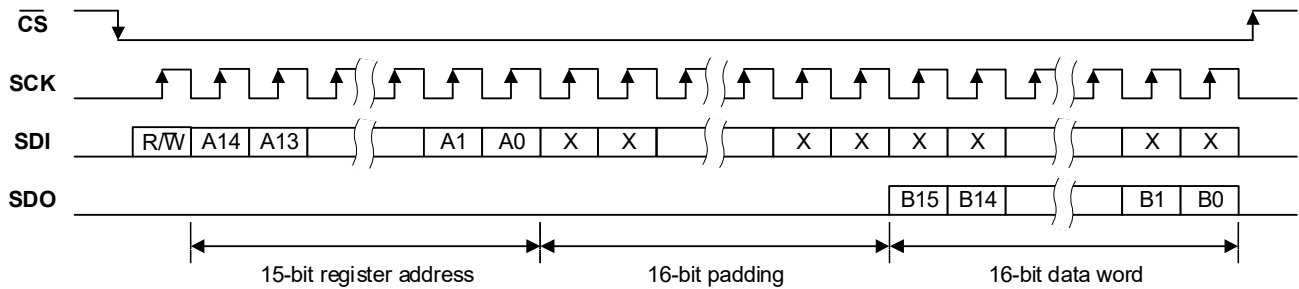 CS
SCK
SDI R/W A14 A13 A1 A0 X X X X X X X X
SDO B15 B14 B1 B0
15-bit register address 16-bit padding 16-bit data word